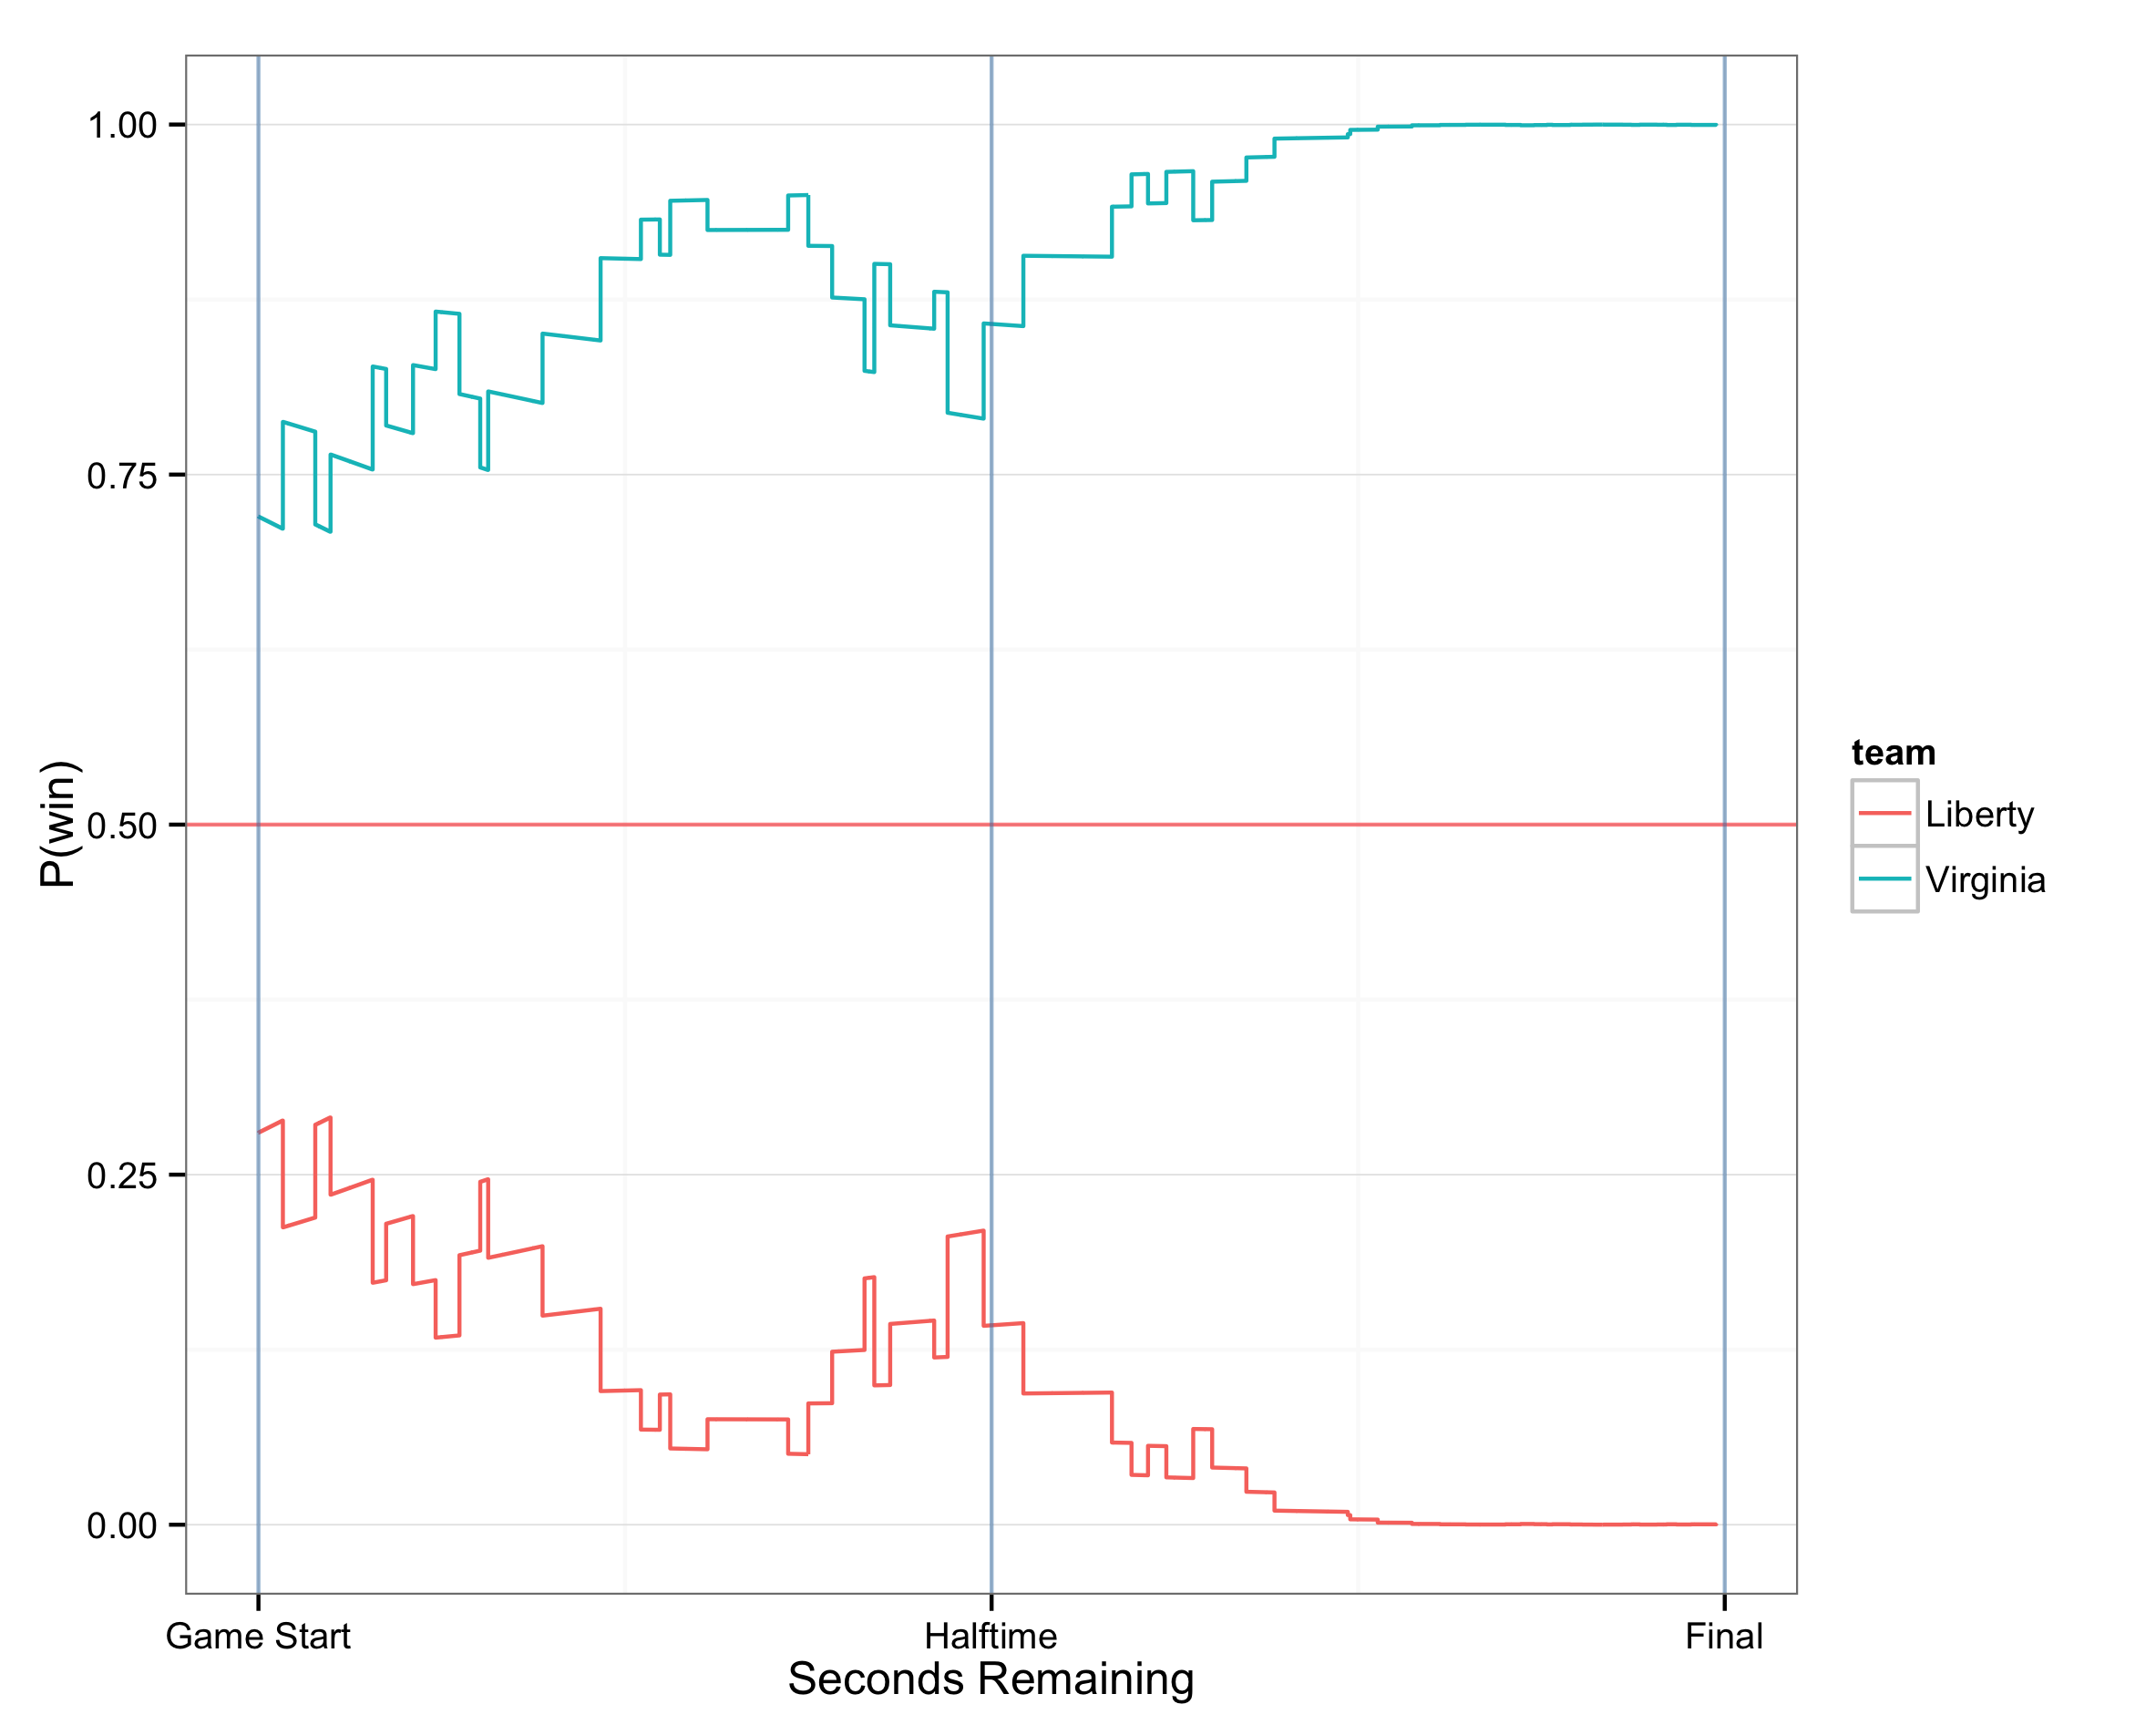 1.00
0.75
0.50
0.25
0.00
P(win)
Game Start
Halftime
Final
Seconds Remaining
team
Liberty
Virginia